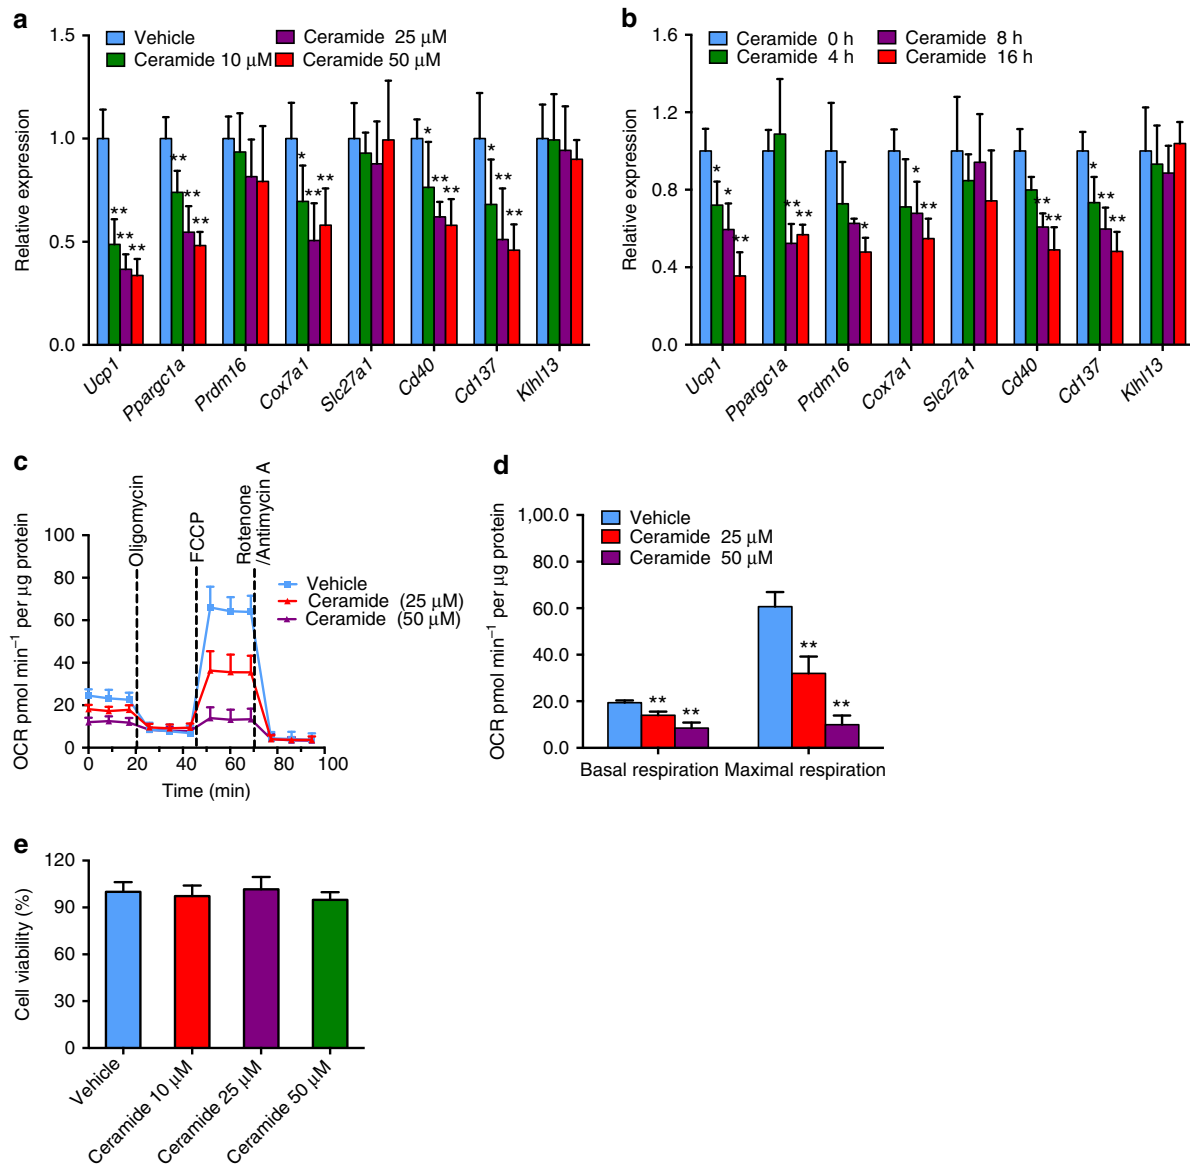 a
Relative expression
1.5
1.0
0.5
0.0
Vehicle
Ceramide 10 μM
Ceramide 25 μM
Ceramide 50 μM
** ** **
** ** **
* ** **
* ** **
* ** **
Ucp1
Ppargc1a
Prdm16
Cox7a1
Slc27a1
Cd40
Cd137
Klhl13
b
Relative expression
1.6
1.2
0.8
0.4
0.0
Ceramide 0 h
Ceramide 4 h
Ceramide 8 h
Ceramide 16 h
* * **
** **
*
* **
** **
* ** **
Ucp1
Ppargc1a
Prdm16
Cox7a1
Slc27a1
Cd40
Cd137
Klhl13
c
OCR pmol min⁻¹ per μg protein
100
80
60
40
20
0
Oligomycin
FCCP
Rotenone
/Antimycin A
Vehicle
Ceramide (25 μM)
Ceramide (50 μM)
0 20 40 60 80 100
Time (min)
d
OCR pmol min⁻¹ per μg protein
1,00.0
80.0
60.0
40.0
20.0
0.0
Vehicle
Ceramide 25 μM
Ceramide 50 μM
** **
** **
Basal respiration Maximal respiration
e
Cell viability (%)
120
90
60
30
0
Vehicle
Ceramide 10 μM
Ceramide 25 μM
Ceramide 50 μM